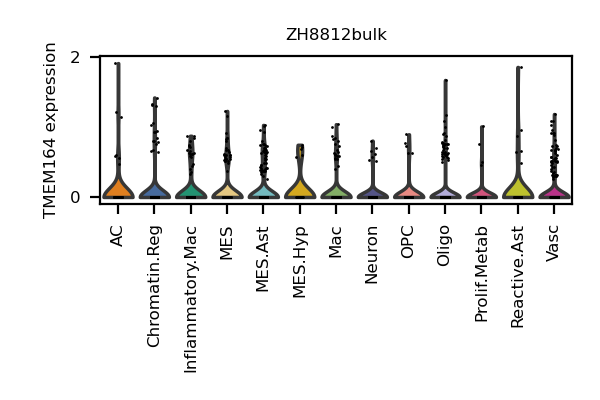 ZH8812bulk
TMEM164 expression
2
0
AC
Chromatin.Reg
Inflammatory.Mac
MES
MES.Ast
MES.Hyp
Mac
Neuron
OPC
Oligo
Prolif.Metab
Reactive.Ast
Vasc